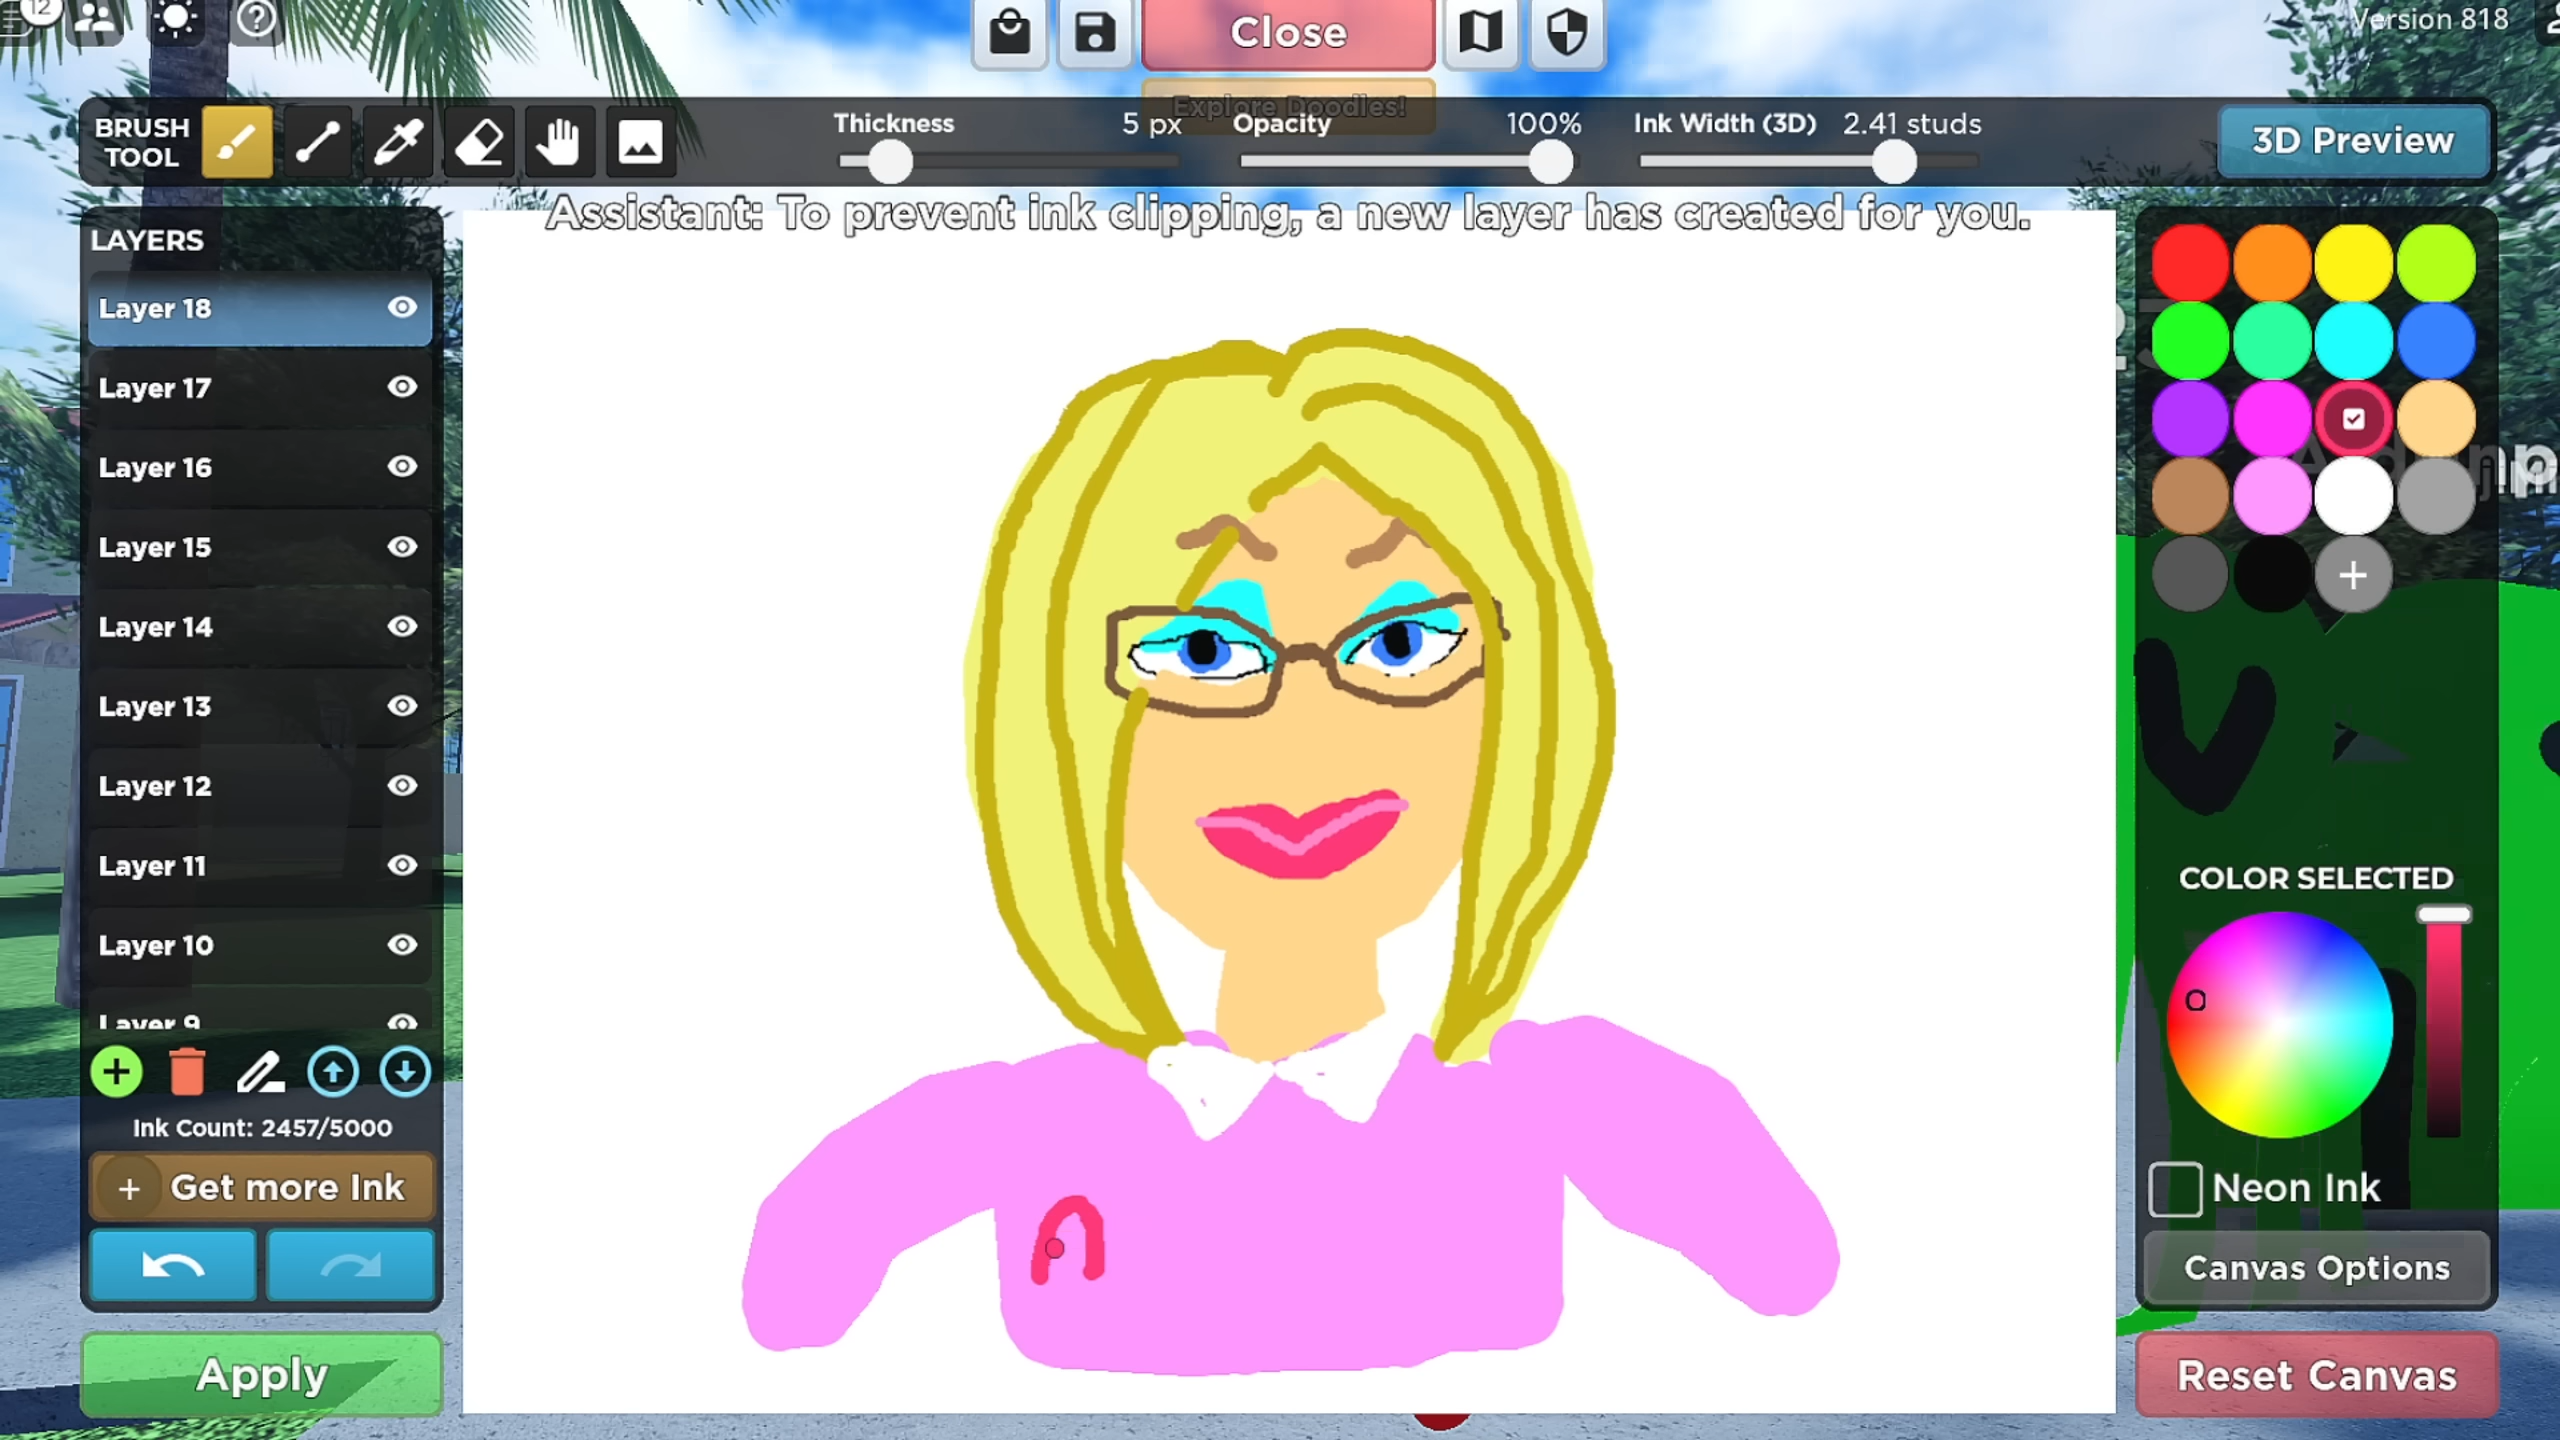 12
Close
Version 818
Explore Doodles!
BRUSH
TOOL
Thickness
5 px
Opacity
100%
Ink Width (3D)
2.41 studs
3D Preview
Assistant: To prevent ink clipping, a new layer has created for you.
LAYERS
Layer 18
Layer 17
Layer 16
Layer 15
Layer 14
Layer 13
Layer 12
Layer 11
Layer 10
Layer 9
Ink Count: 2457/5000
+ Get more Ink
Apply
COLOR SELECTED
Neon Ink
Canvas Options
Reset Canvas